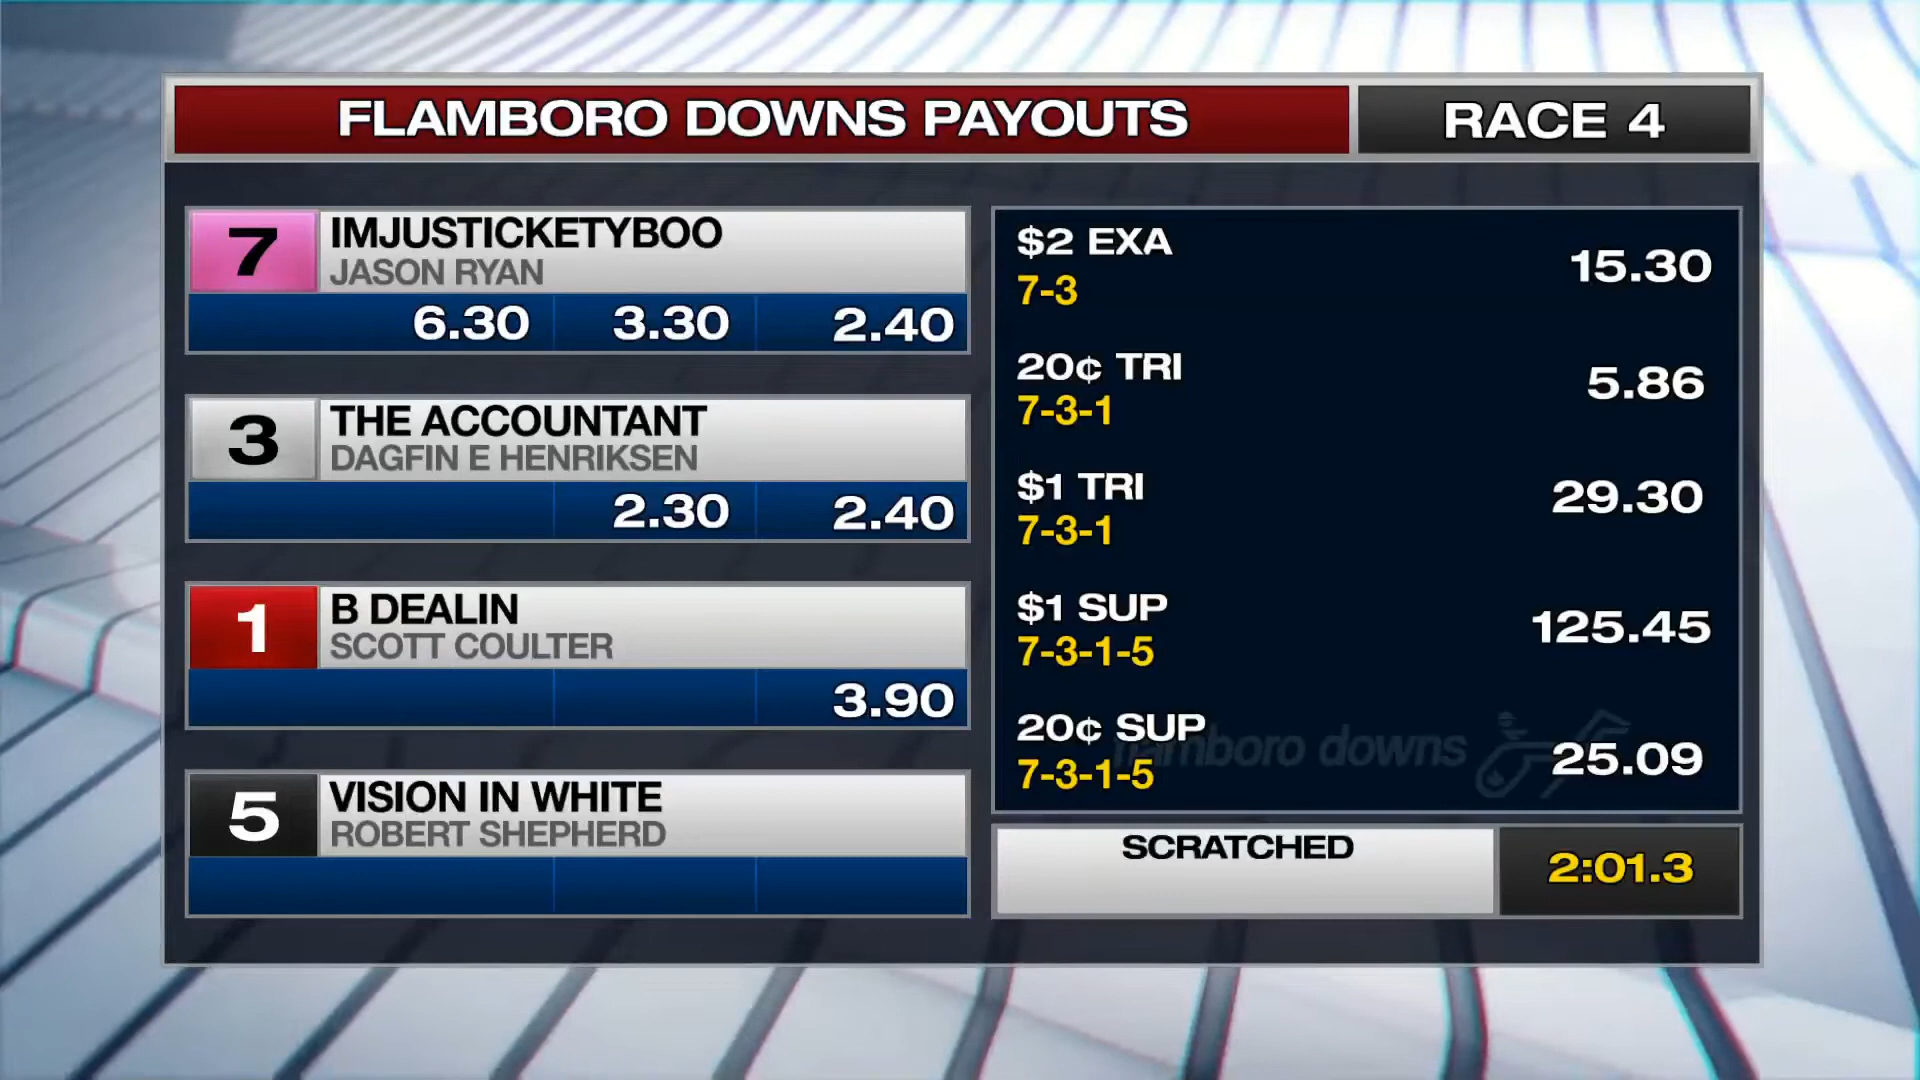 FLAMBORO DOWNS PAYOUTS
RACE 4
7
IMJUSTICKETYBOO
JASON RYAN
6.30 3.30 2.40
3
THE ACCOUNTANT
DAGFIN E HENRIKSEN
2.30 2.40
1
B DEALIN
SCOTT COULTER
3.90
5
VISION IN WHITE
ROBERT SHEPHERD
$2 EXA
7-3
15.30
20¢ TRI
7-3-1
5.86
$1 TRI
7-3-1
29.30
$1 SUP
7-3-1-5
125.45
20¢ SUP
7-3-1-5
25.09
flamboro downs
SCRATCHED
2:01.3